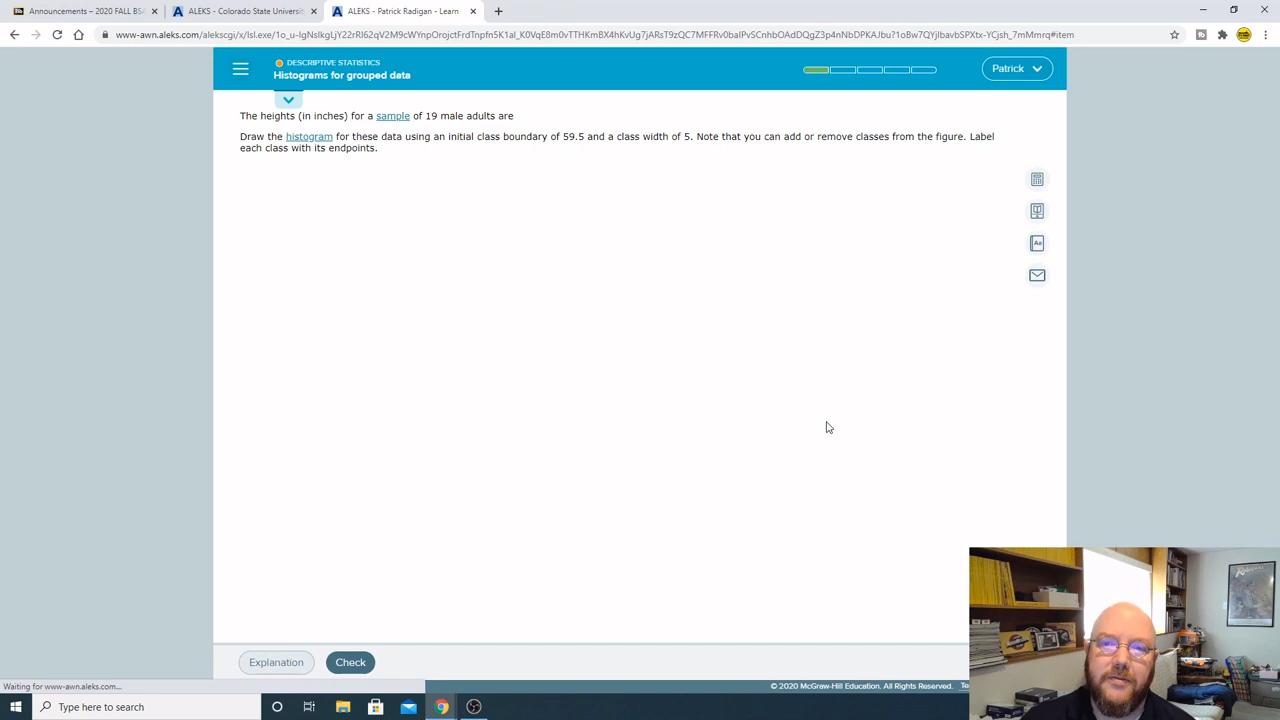 Announcements – 2020 FALL BSA
ALEKS - Colorado State Universi
ALEKS - Patrick Radigan - Learn
DESCRIPTIVE STATISTICS
Histograms for grouped data
Patrick
The heights (in inches) for a sample of 19 male adults are
Draw the histogram for these data using an initial class boundary of 59.5 and a class width of 5. Note that you can add or remove classes from the figure. Label
each class with its endpoints.
Explanation
Check
Waiting for www-awn.aleks.com...
© 2020 McGraw-Hill Education. All Rights Reserved. Te
Type here to search